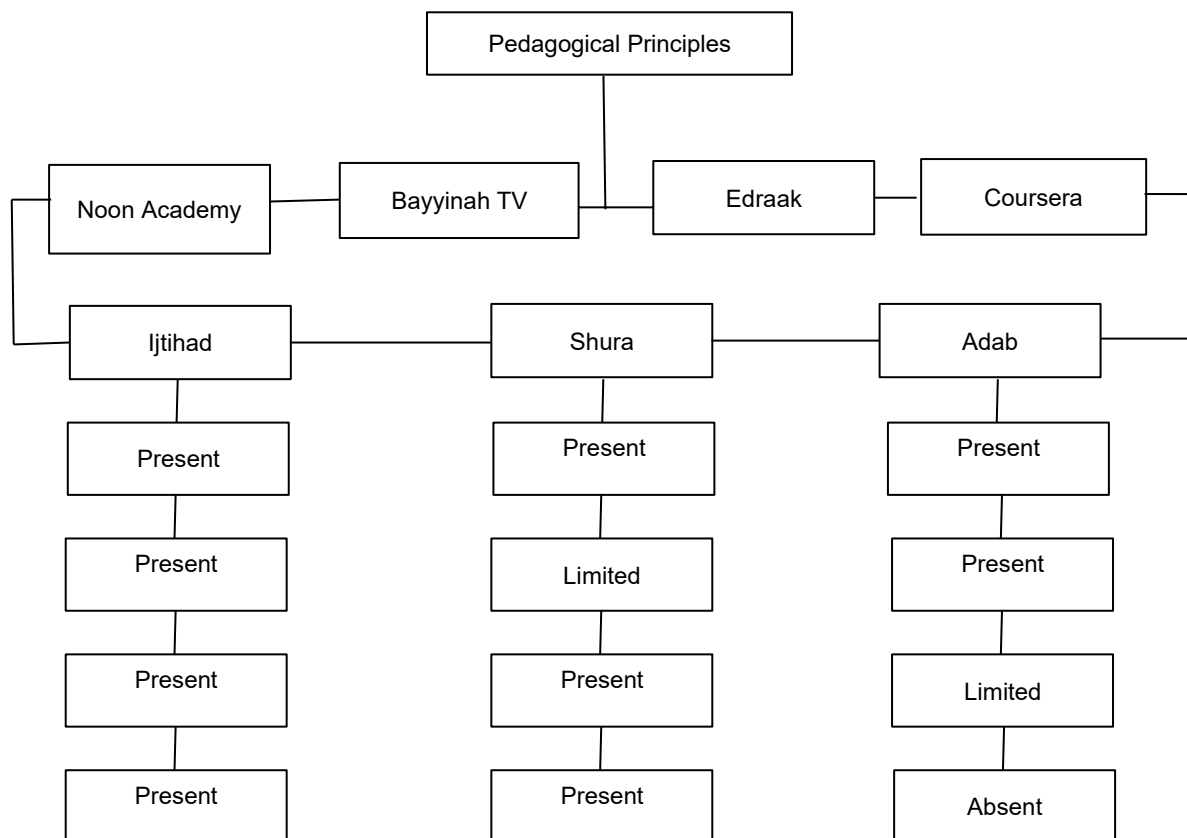 Pedagogical Principles
Noon Academy
Bayyinah TV
Edraak
Coursera
Ijtihad
Shura
Adab
Present
Present
Present
Present
Limited
Present
Present
Present
Limited
Present
Present
Absent